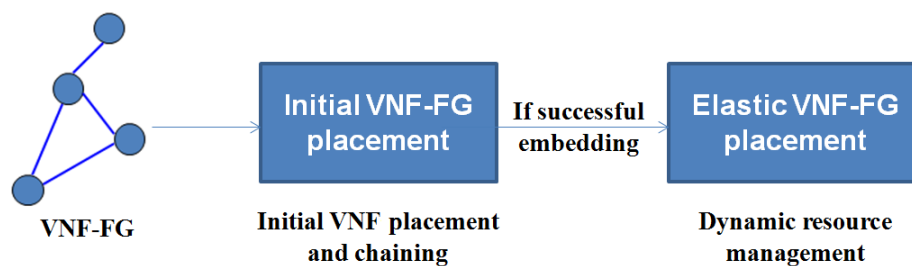 Initial VNF-FG
placement
If successful
embedding
Elastic VNF-FG
placement
VNF-FG
Initial VNF placement
and chaining
Dynamic resource
management